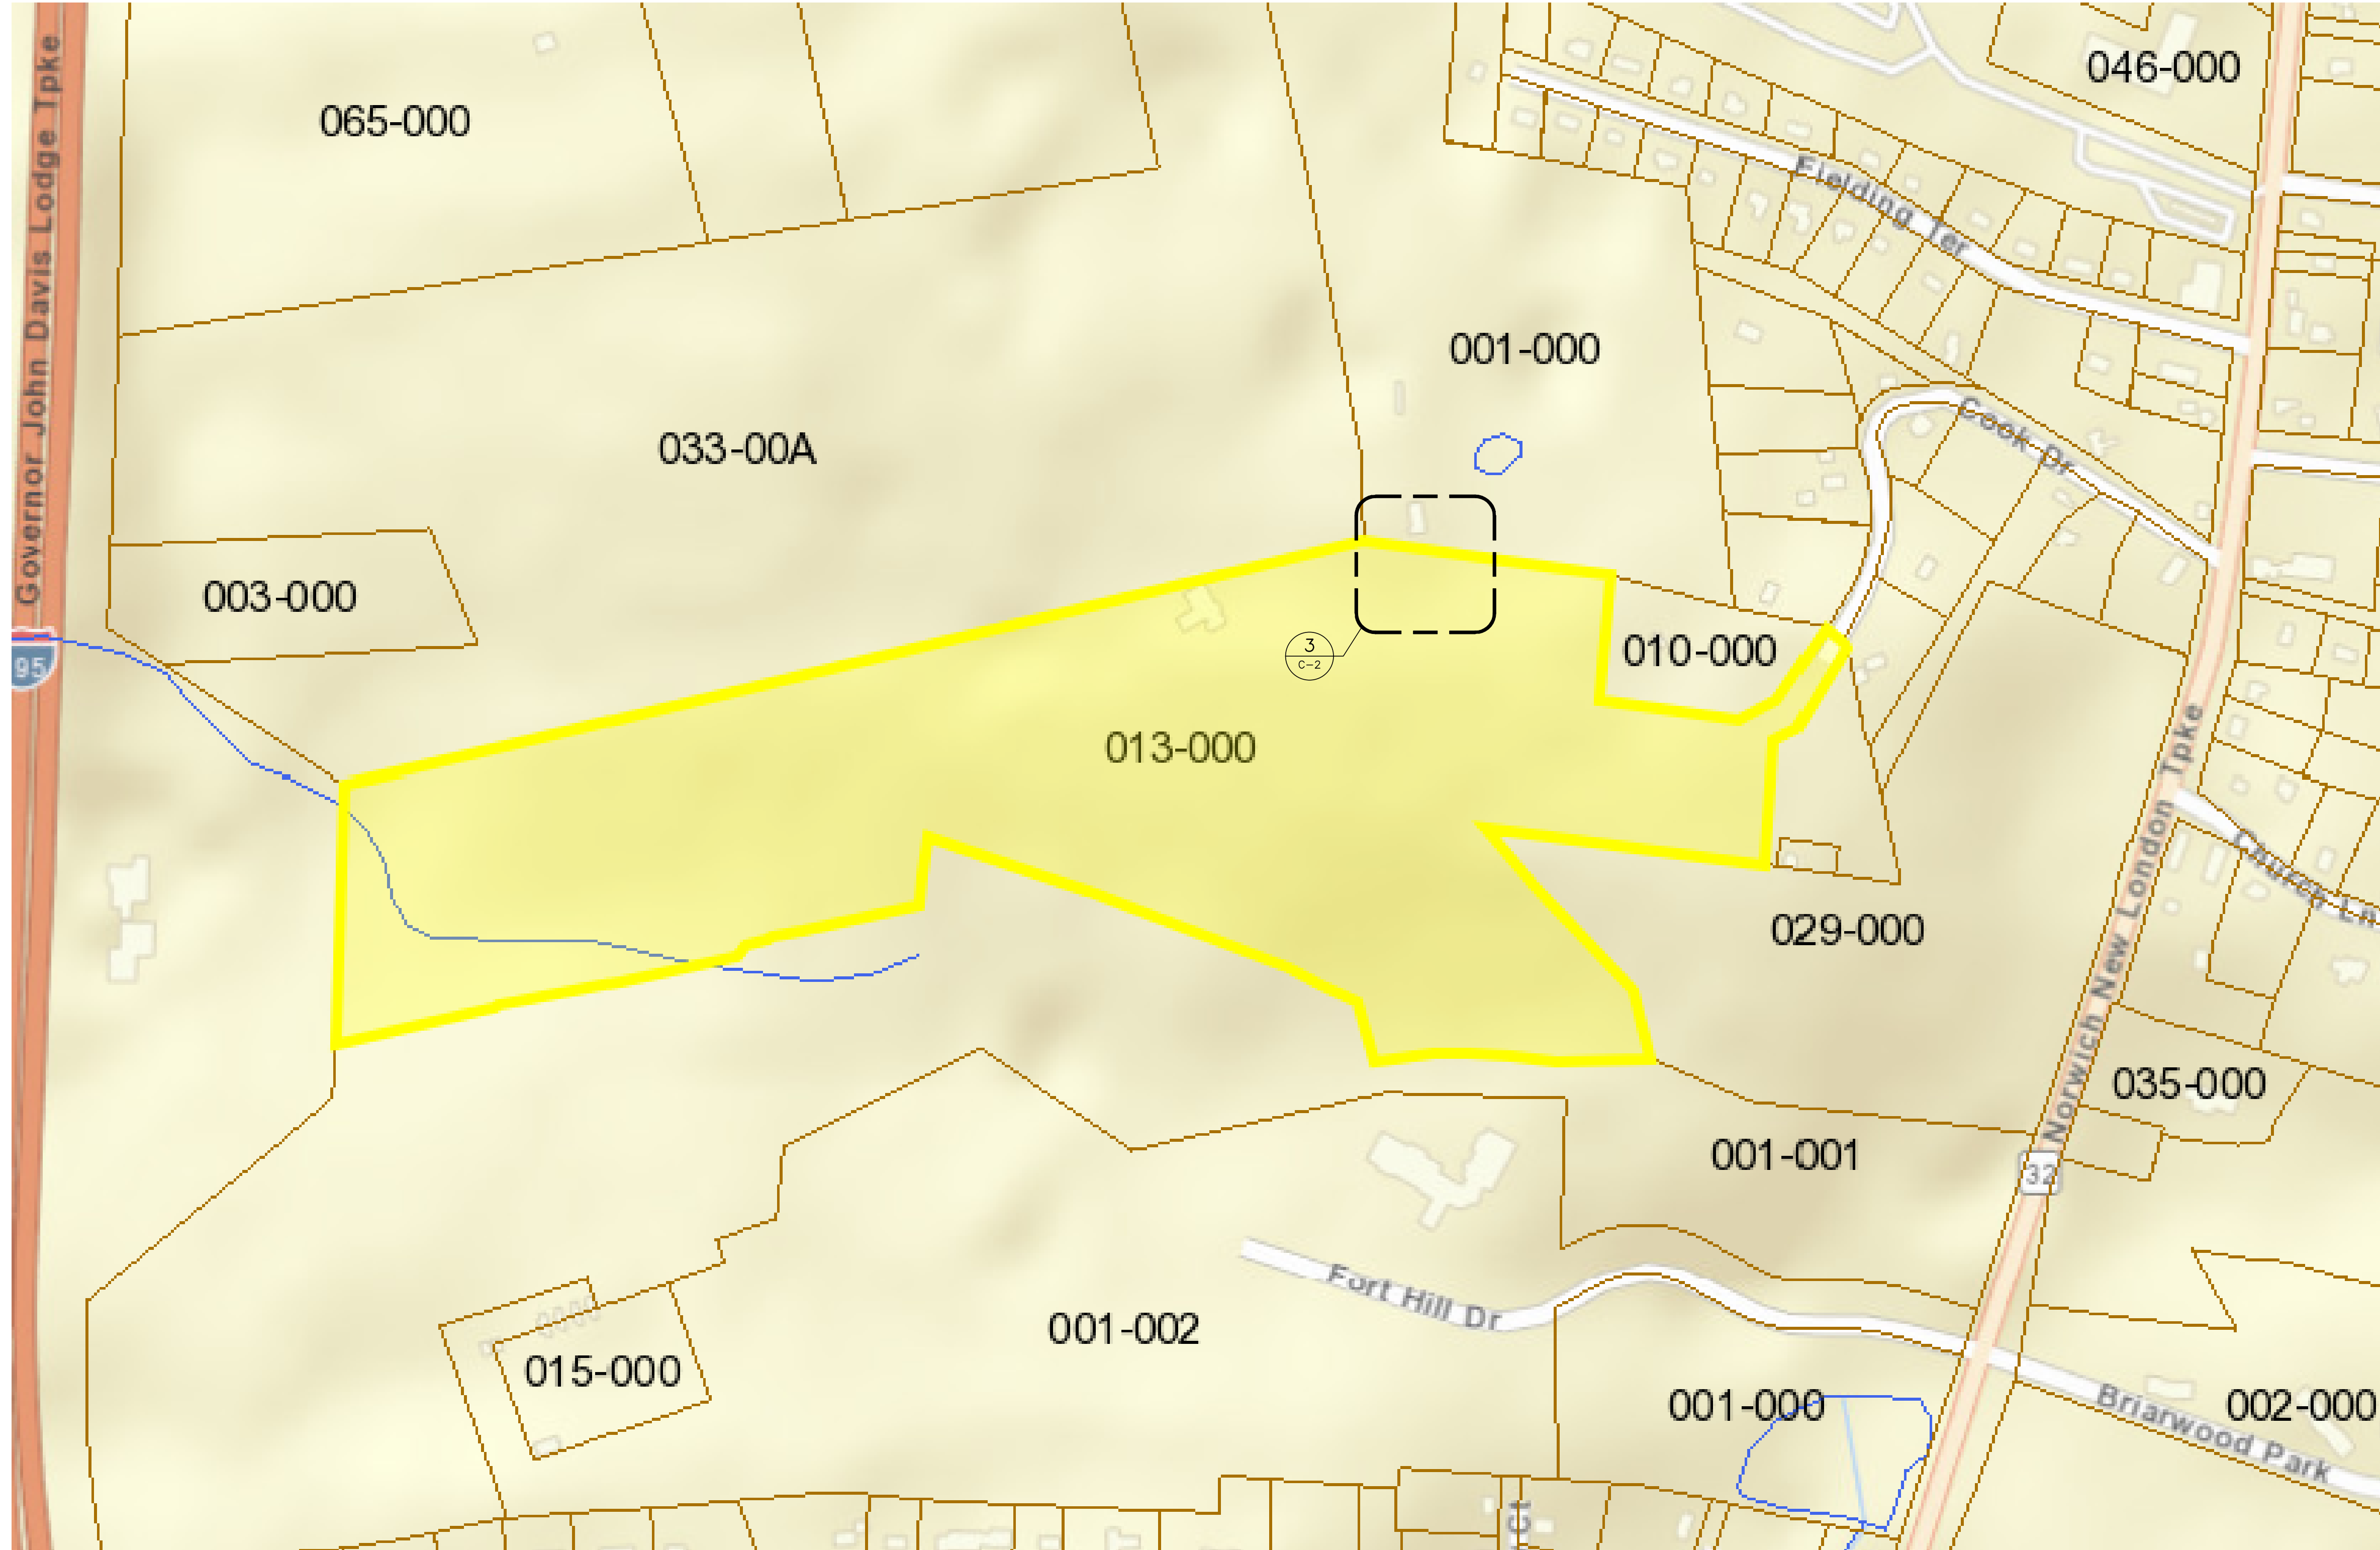 046-000
065-000
Governor John Davis Lodge Tpke
Fielding Ter
001-000
Cook Dr
033-00A
003-000
95
010-000
3
C-2
013-000
Norwich New London Tpke
Church Ln
029-000
035-000
001-001
32
Fort Hill Dr
001-002
015-000
001-000
Briarwood Park
002-000
ct